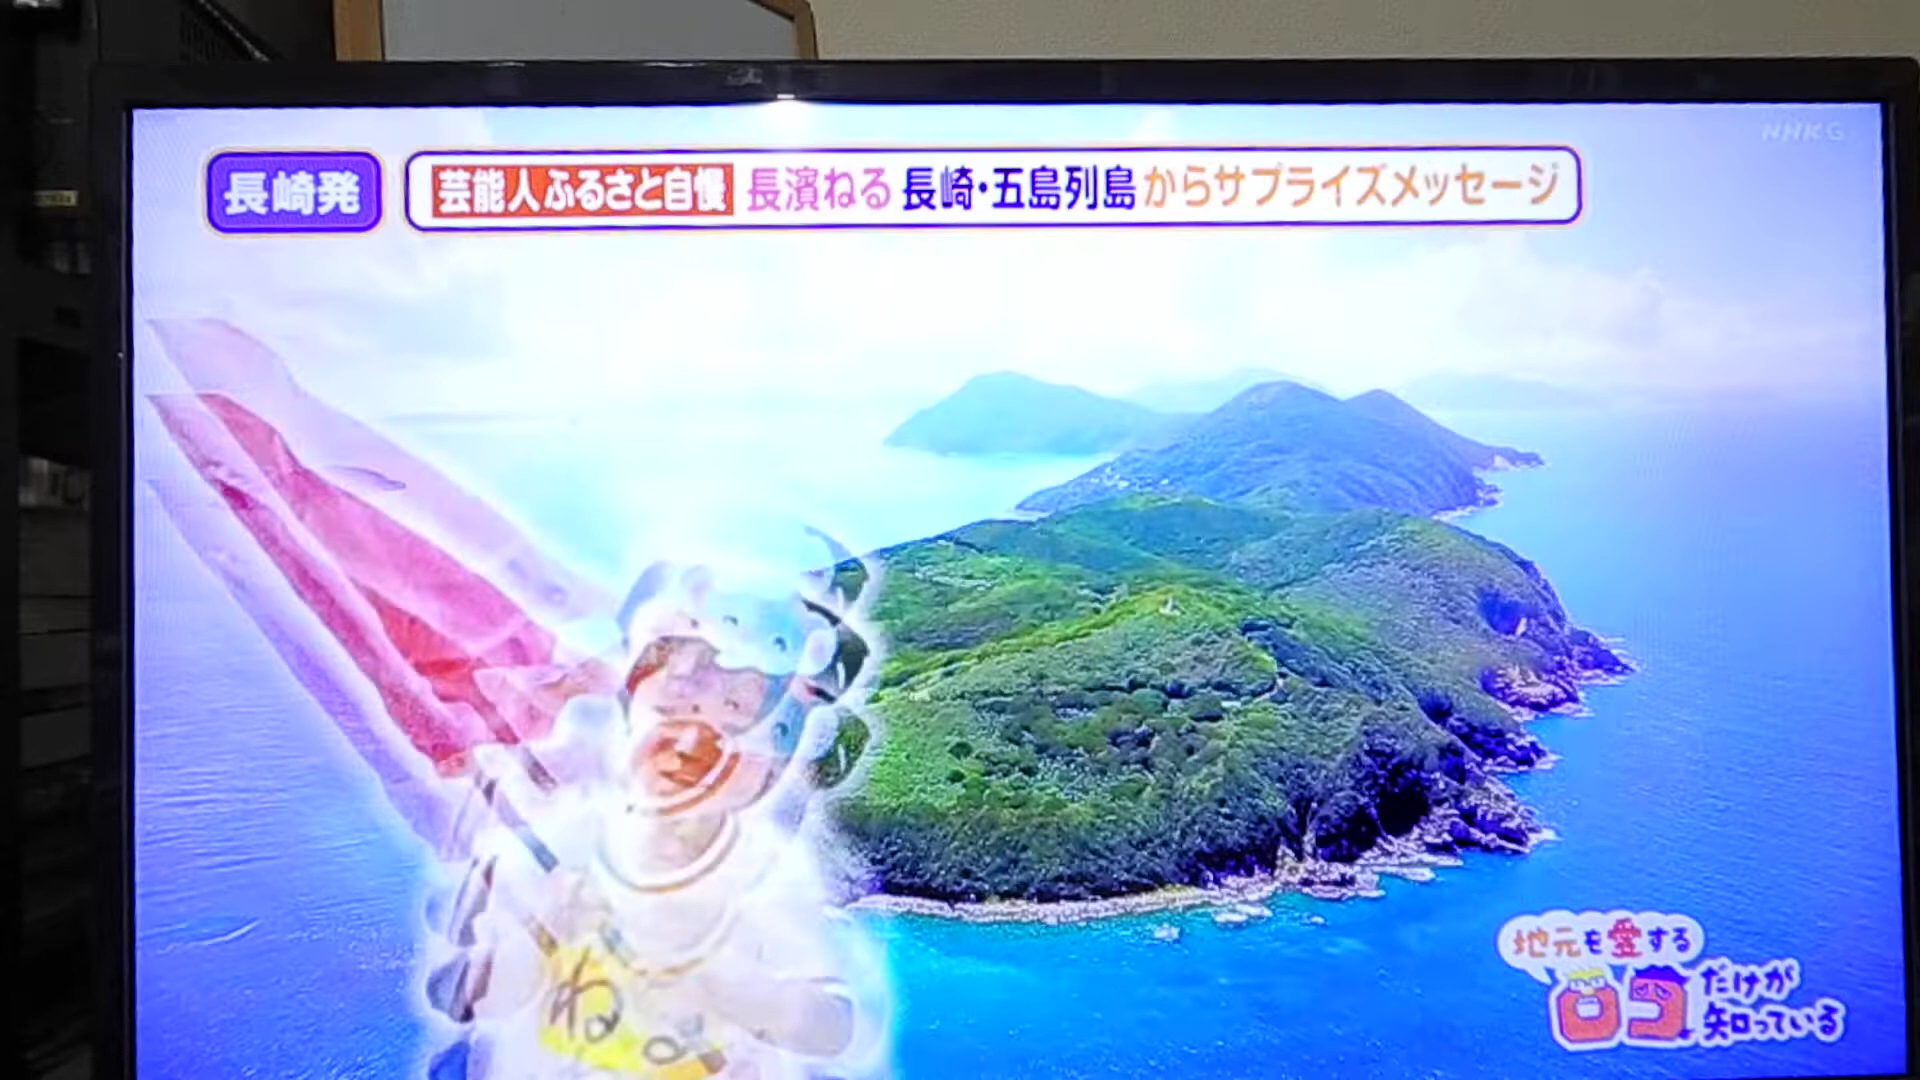 NHK G
長崎発
芸能人ふるさと自慢 長濱ねる 長崎・五島列島からサプライズメッセージ
ね
地元を愛する
ロコだけが
知っている